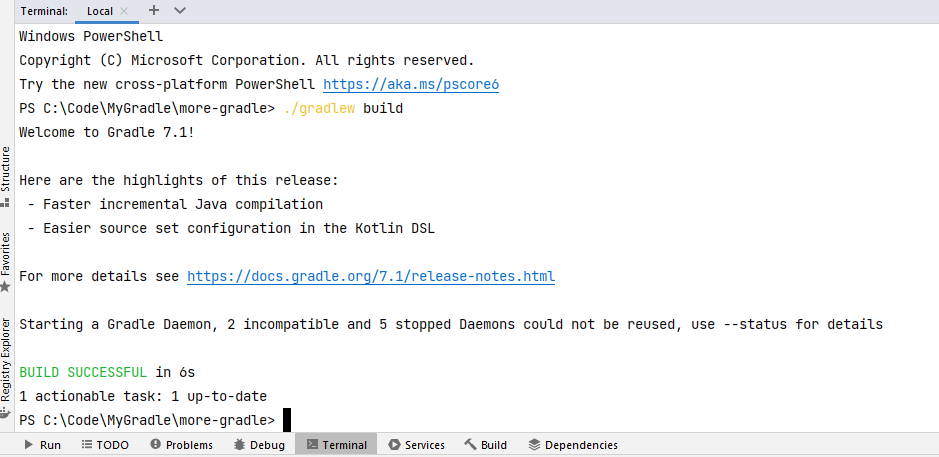 Terminal: Local
Windows PowerShell
Copyright (C) Microsoft Corporation. All rights reserved.
Try the new cross-platform PowerShell https://aka.ms/pscore6
PS C:\Code\MyGradle\more-gradle> ./gradlew build
Welcome to Gradle 7.1!
Here are the highlights of this release:
- Faster incremental Java compilation
- Easier source set configuration in the Kotlin DSL
For more details see https://docs.gradle.org/7.1/release-notes.html
Starting a Gradle Daemon, 2 incompatible and 5 stopped Daemons could not be reused, use --status for details
BUILD SUCCESSFUL in 6s
1 actionable task: 1 up-to-date
PS C:\Code\MyGradle\more-gradle>
Structure
Favorites
Registry Explorer
Run TODO Problems Debug Terminal Services Build Dependencies